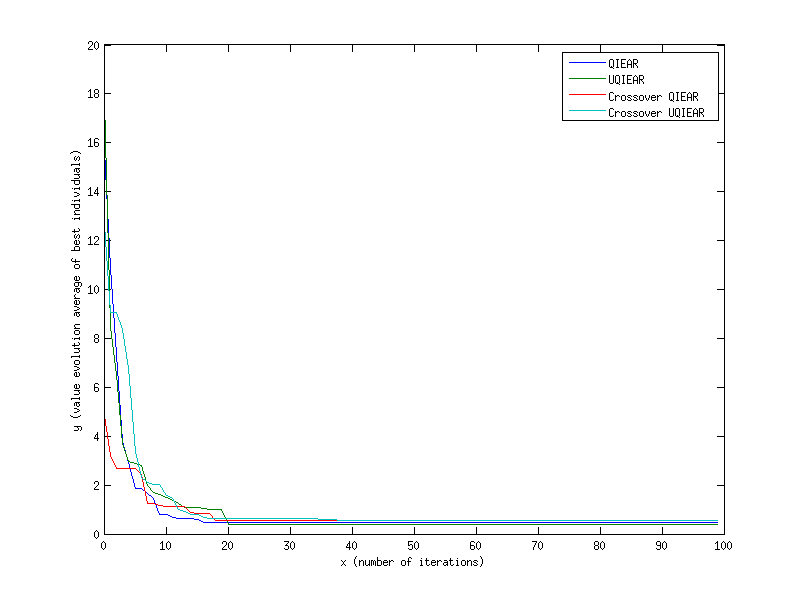 20
18
16
14
12
10
8
6
4
2
0
y (value evolution average of best individuals)
QIEAR
UQIEAR
Crossover QIEAR
Crossover UQIEAR
0 10 20 30 40 50 60 70 80 90 100
x (number of iterations)